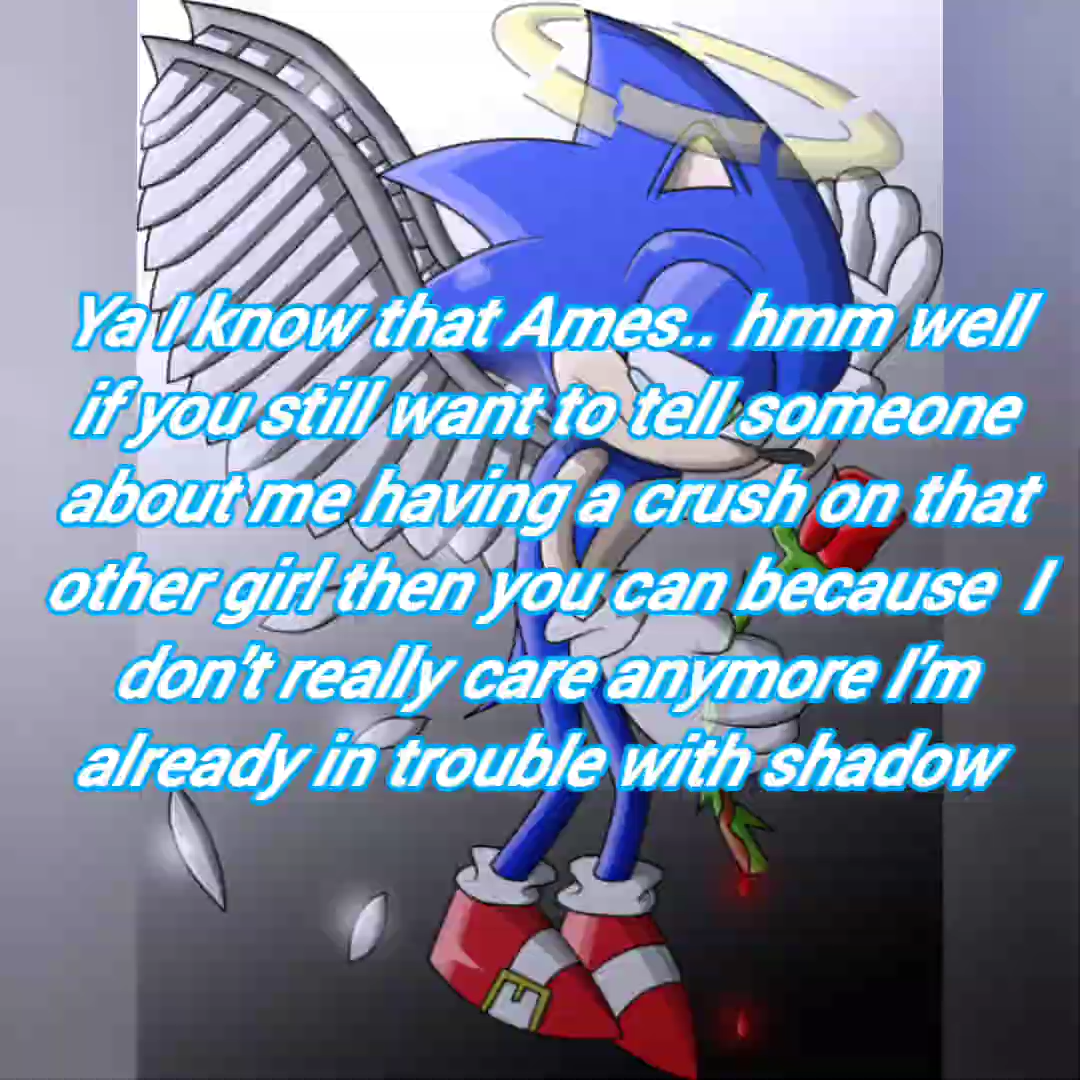 Ya I know that Ames.. hmm well
if you still want to tell someone
about me having a crush on that
other girl then you can because  I
don't really care anymore I'm
already in trouble with shadow